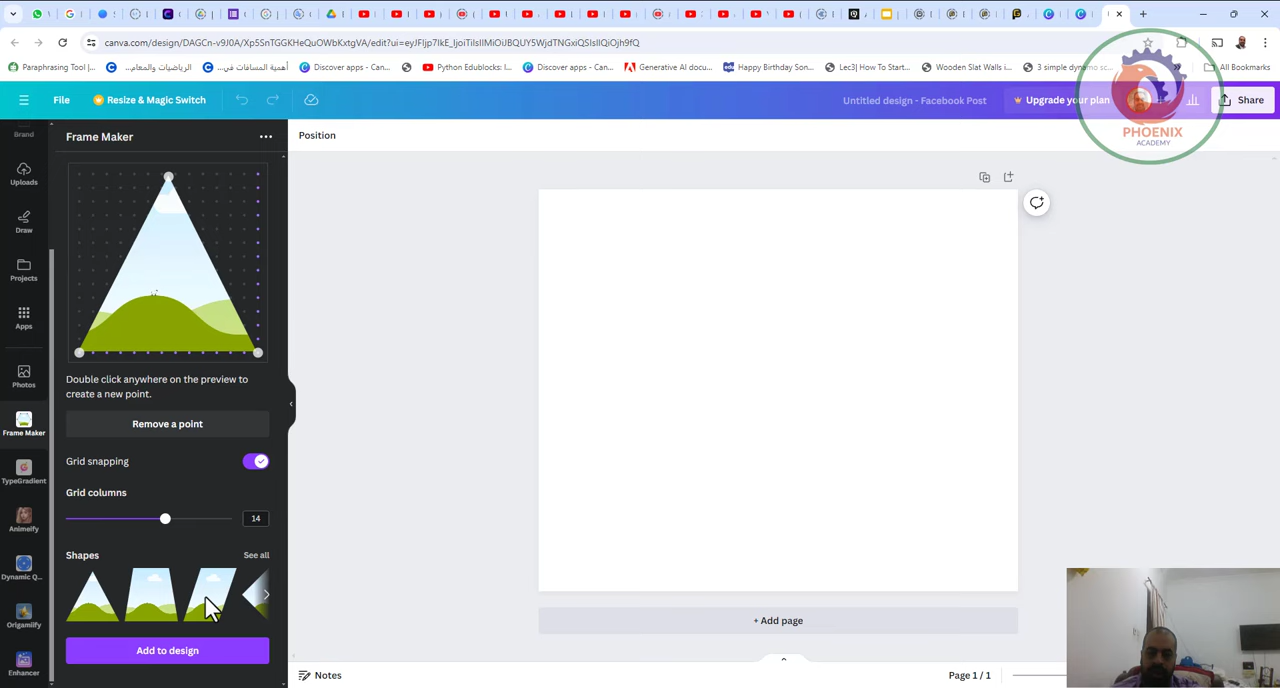 canva.com/design/DAGCn-v9J0A/Xp5SnTGGKHeQuOWbKxtgVA/edit?ui=eyJFIjp7IkE_IjoiTiIsIlMiOiJBQUY5WjdTNGxiQSIsIlQiOjh9fQ
Paraphrasing Tool |...
الرياضيات والمعام...
أهمية المسافات في...
Discover apps - Can...
Python Edublocks: I...
Discover apps - Can...
Generative AI docu...
Happy Birthday Son...
Lec3| How To Start...
Wooden Slat Walls i...
3 simple dynamo sc...
All Bookmarks
File
Resize & Magic Switch
Untitled design - Facebook Post
Upgrade your plan
Share
PHOENIX
ACADEMY
Brand
Uploads
Draw
Projects
Apps
Photos
Frame Maker
TypeGradient
Animeify
Dynamic Q...
Origamiify
Enhancer
Frame Maker
Double click anywhere on the preview to
create a new point.
Remove a point
Grid snapping
Grid columns
14
Shapes
See all
Add to design
Position
+ Add page
Notes
Page 1 / 1